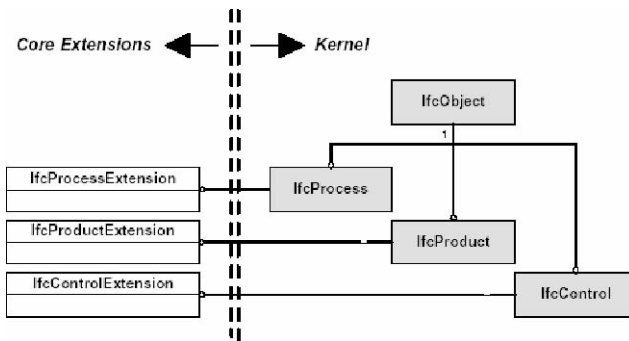 Core Extensions
Kernel
IfcObject
1
IfcProcessExtension
IfcProcess
IfcProductExtension
IfcProduct
IfcControlExtension
IfcControl